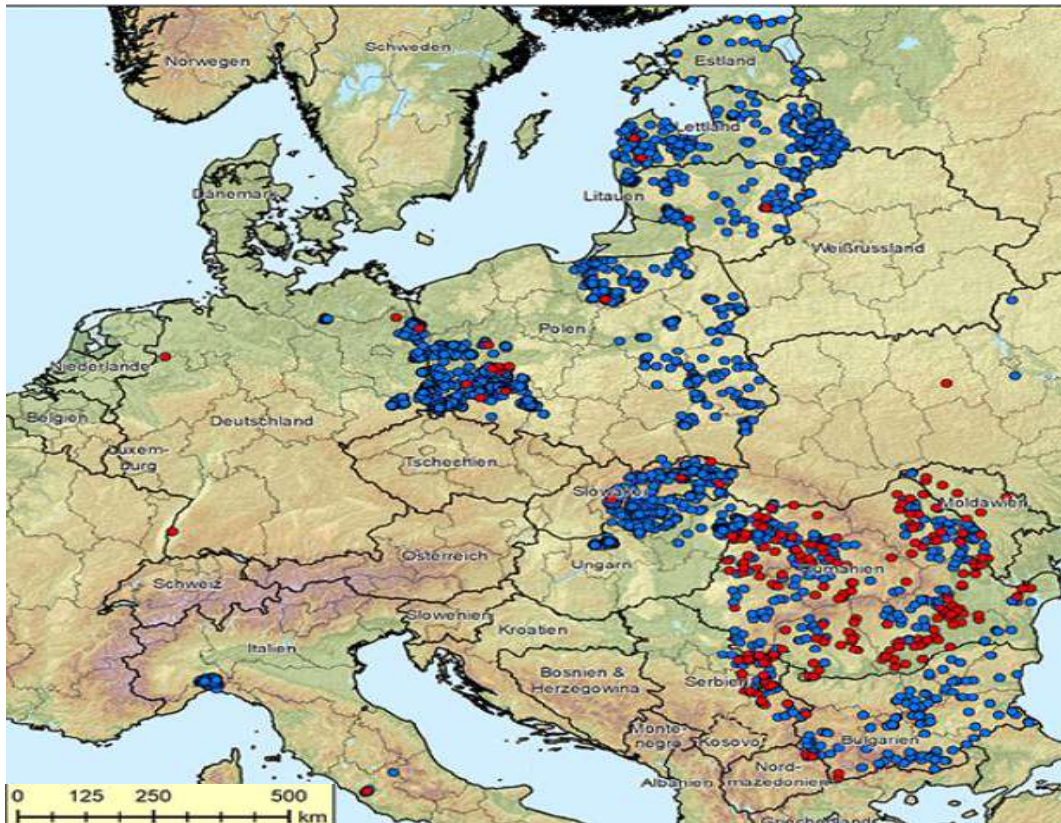 Schweden
Norwegen
Estland
Lettland
Dänemark
Litauen
Weißrussland
Polen
Niederlande
Belgien
Deutschland
Luxem-
burg
Tschechien
Slowakei
Moldawien
Österreich
Ungarn
Rumänien
Schweiz
Slowenien
Kroatien
Italien
Bosnien &
Herzegowina
Serbien
Monte-
negro
Kosovo
Bulgarien
Nord-
mazedonien
Albanien
Griechenland
0 125 250 500
km